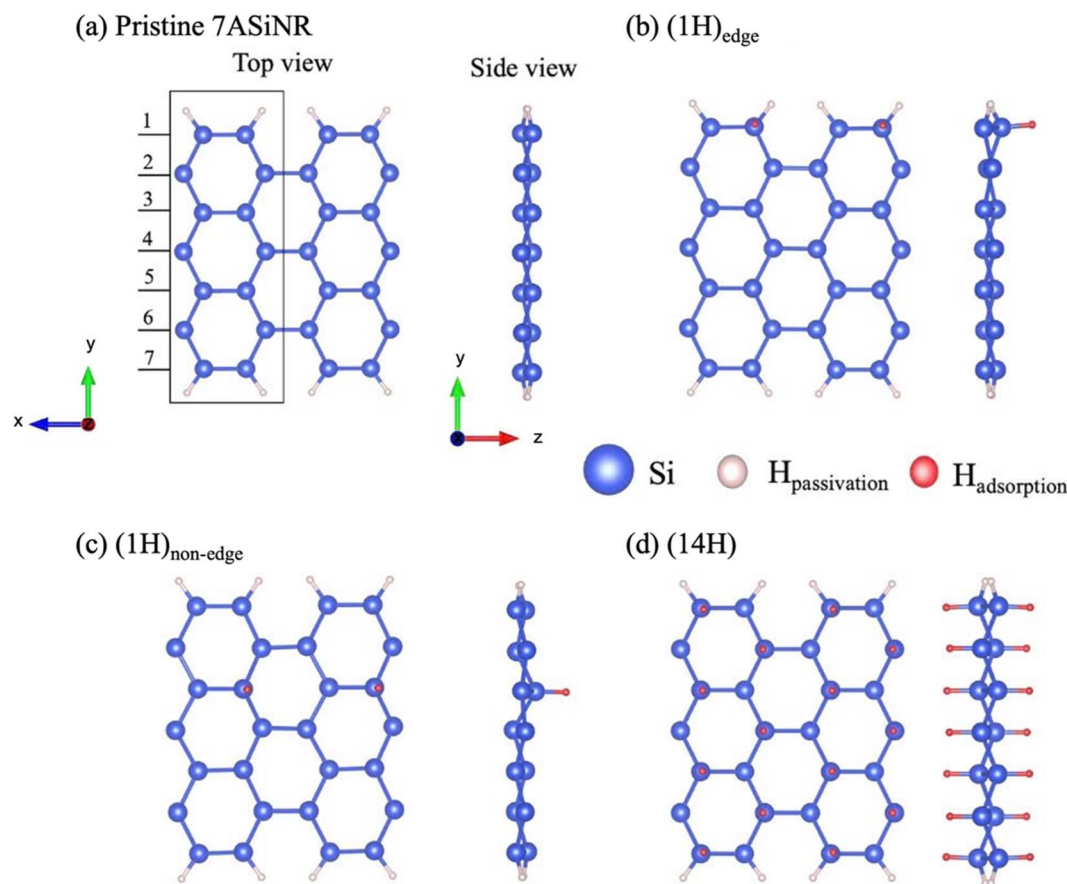 (a) Pristine 7ASiNR
Top view
Side view
1
2
3
4
5
6
7
y
x
z
y
x
z
(b) (1H)edge
Si
Hpassivation
Hadsorption
(c) (1H)non-edge
(d) (14H)